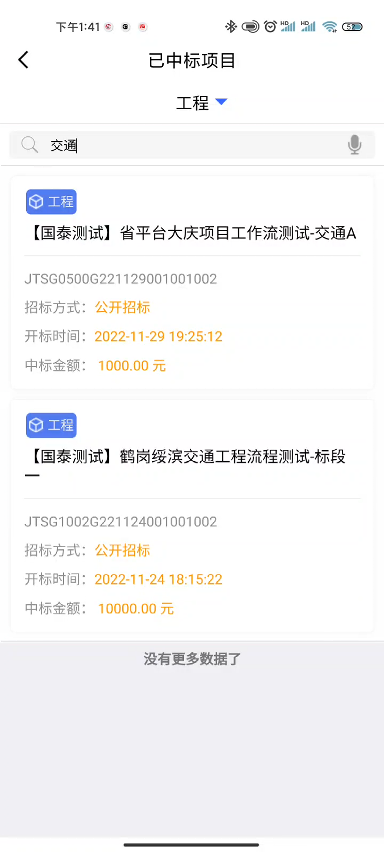 下午1:41
HD
HD
52
已中标项目
工程
交通
工程
【国泰测试】省平台大庆项目工作流测试-交通A
JTSG0500G221129001001002
招标方式：公开招标
开标时间：2022-11-29 19:25:12
中标金额： 1000.00 元
工程
【国泰测试】鹤岗绥滨交通工程流程测试-标段
一
JTSG1002G221124001001002
招标方式：公开招标
开标时间：2022-11-24 18:15:22
中标金额： 10000.00 元
没有更多数据了